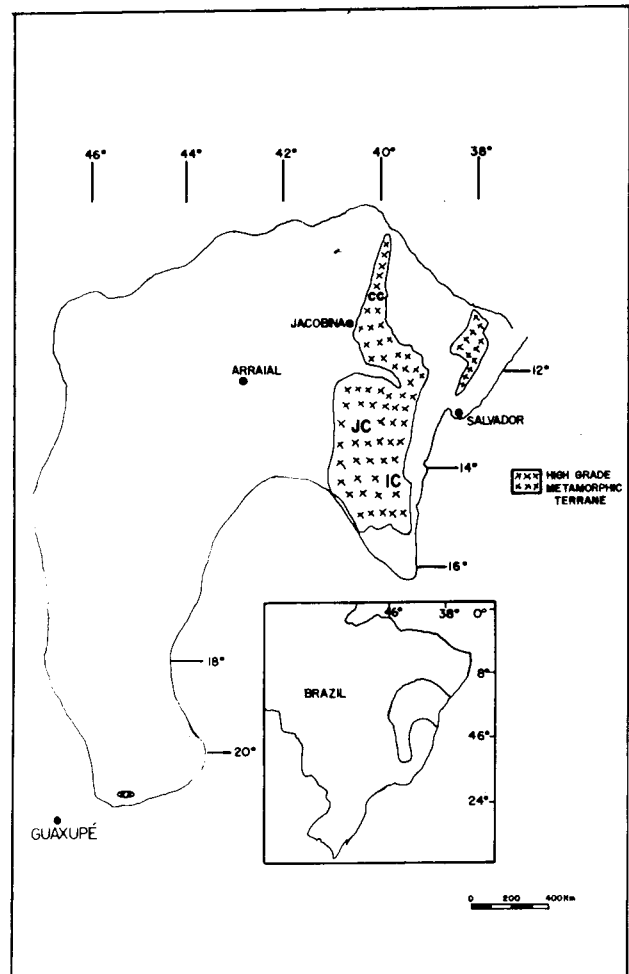 46° 44° 42° 40° 38°
CC
JACOBINA
12°
ARRAIAL
SALVADOR
JC
14°
HIGH GRADE
METAMORPHIC
TERRANE
IC
16°
46° 38° 0°
18°
8°
BRAZIL
46°
20°
24°
GUAXUPÉ
0 200 400Km